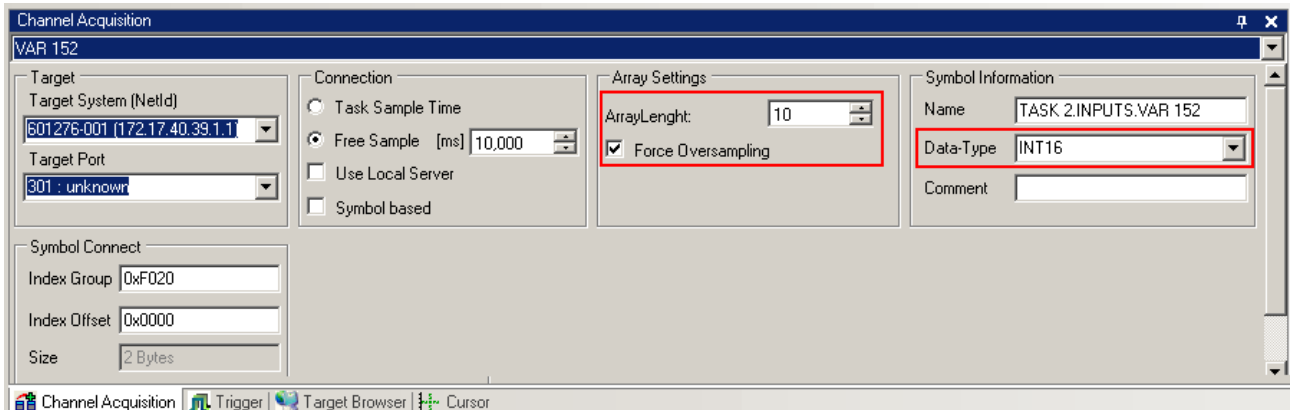 Channel Acquisition
VAR 152
Target
Target System (NetId)
601276-001 (172.17.40.39.1.1)
Target Port
301 : unknown
Connection
Task Sample Time
Free Sample [ms] 10,000
Use Local Server
Symbol based
Array Settings
ArrayLenght: 10
Force Oversampling
Symbol Information
Name TASK 2.INPUTS.VAR 152
Data-Type INT16
Comment
Symbol Connect
Index Group 0xF020
Index Offset 0x0000
Size 2 Bytes
Channel Acquisition Trigger Target Browser Cursor